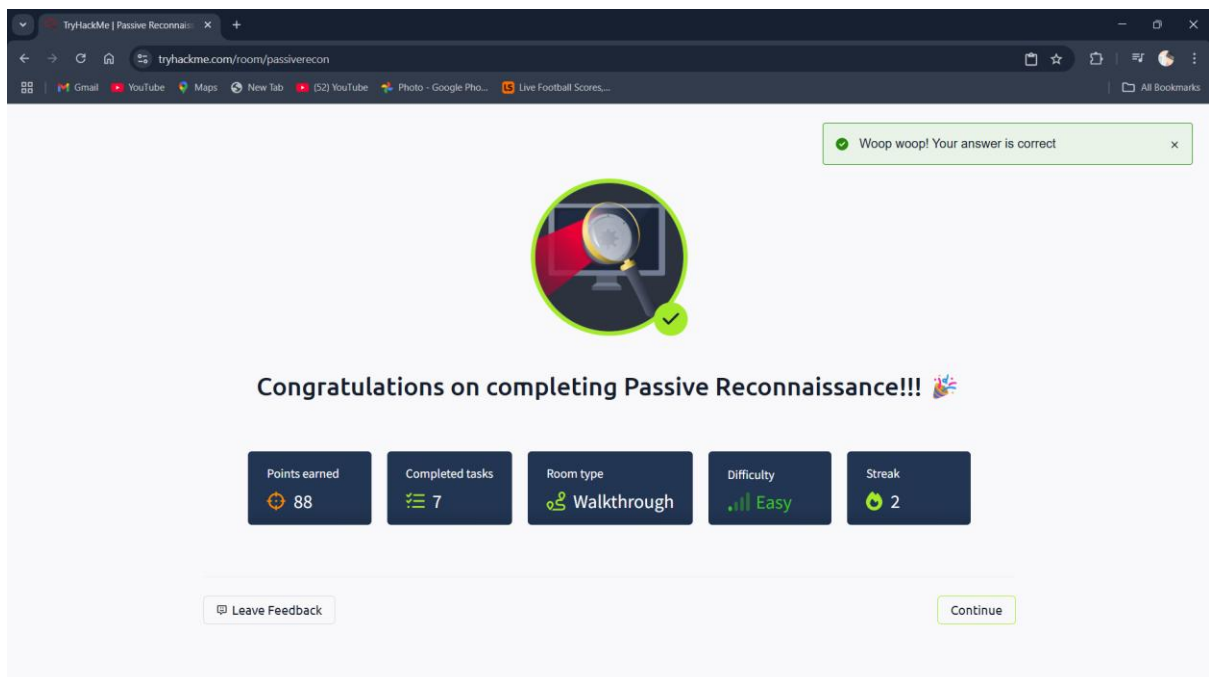 TryHackMe | Passive Reconnais
tryhackme.com/room/passiverecon
Gmail YouTube Maps New Tab (52) YouTube Photo - Google Pho... Live Football Scores,... All Bookmarks
Woop woop! Your answer is correct
Congratulations on completing Passive Reconnaissance!!! 🎉
Points earned Completed tasks Room type Difficulty Streak
88 7 Walkthrough Easy 2
Leave Feedback Continue